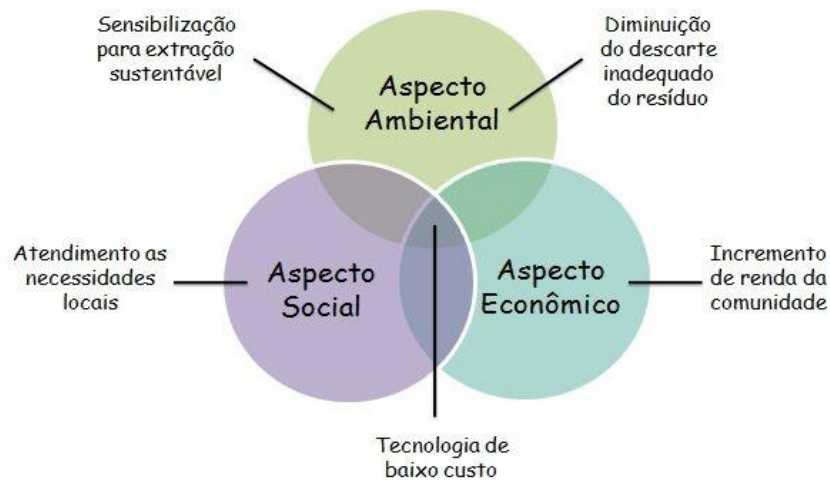 Sensibilização
para extração
sustentável
Diminuição
do descarte
inadequado
do resíduo
Aspecto
Ambiental
Atendimento as
necessidades
locais
Aspecto
Social
Aspecto
Econômico
Incremento
de renda da
comunidade
Tecnologia de
baixo custo